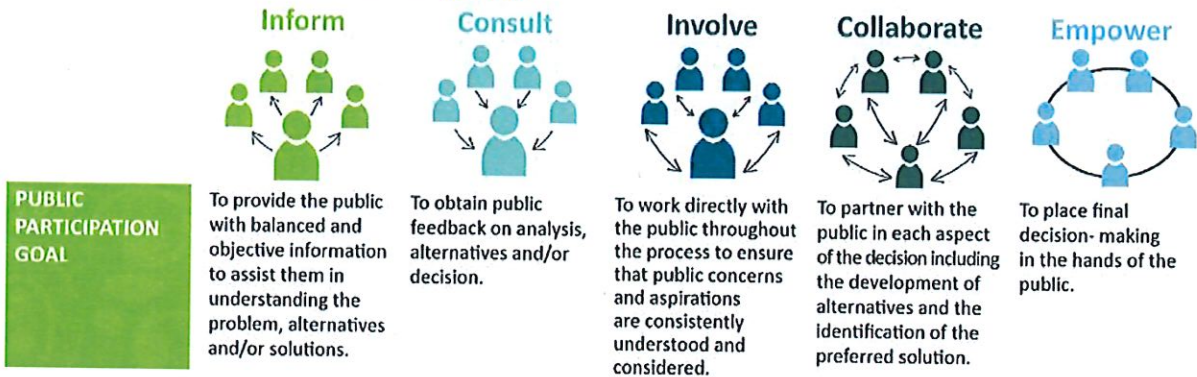 Inform
Consult
Involve
Collaborate
Empower
PUBLIC
PARTICIPATION
GOAL
To provide the public
with balanced and
objective information
to assist them in
understanding the
problem, alternatives
and/or solutions.
To obtain public
feedback on analysis,
alternatives and/or
decision.
To work directly with
the public throughout
the process to ensure
that public concerns
and aspirations
are consistently
understood and
considered.
To partner with the
public in each aspect
of the decision including
the development of
alternatives and the
identification of the
preferred solution.
To place final
decision- making
in the hands of the
public.